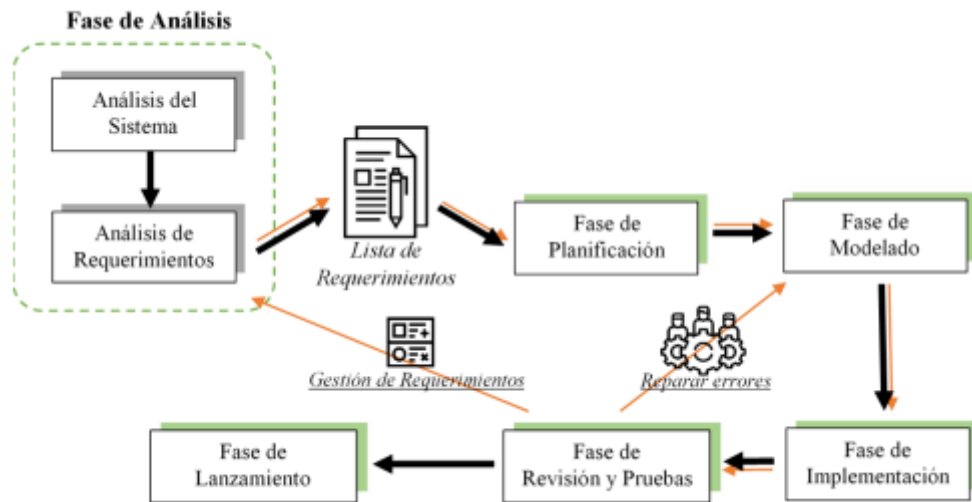 Fase de Análisis
Análisis del
Sistema
Análisis de
Requerimientos
Lista de
Requerimientos
Fase de
Planificación
Fase de
Modelado
Gestión de Requerimientos
Reparar errores
Fase de
Lanzamiento
Fase de
Revisión y Pruebas
Fase de
Implementación